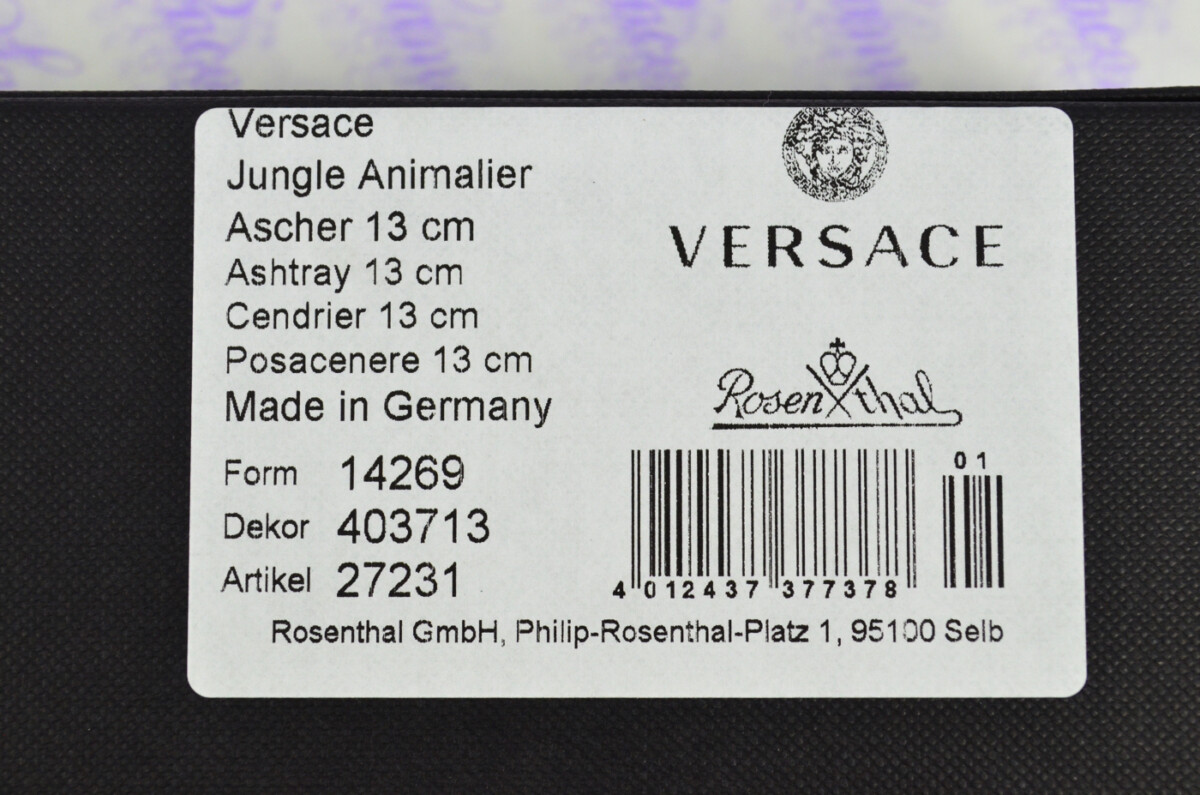 Versace
Jungle Animalier
Ascher 13 cm
Ashtray 13 cm
Cendrier 13 cm
Posacenere 13 cm
Made in Germany
Form 14269
Dekor 403713
Artikel 27231
VERSACE
Rosenthal
01
4 012437 377378
Rosenthal GmbH, Philip-Rosenthal-Platz 1, 95100 Selb